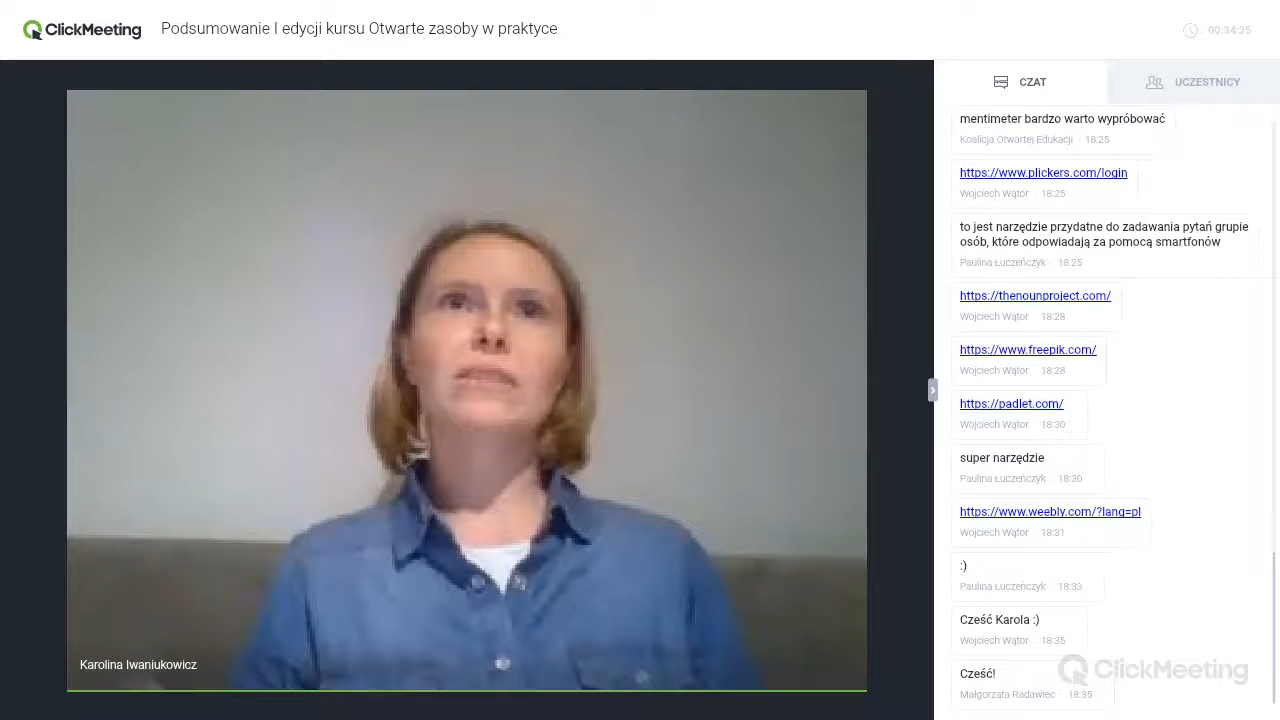 ClickMeeting
Podsumowanie I edycji kursu Otwarte zasoby w praktyce
00:34:25
CZAT
UCZESTNICY
mentimeter bardzo warto wypróbować
Koalicja Otwartej Edukacji 18:25
https://www.plickers.com/login
Wojciech Wątor 18:25
to jest narzędzie przydatne do zadawania pytań grupie
osób, które odpowiadają za pomocą smartfonów
Paulina Łuczeńczyk 18:25
https://thenounproject.com/
Wojciech Wątor 18:28
https://www.freepik.com/
Wojciech Wątor 18:28
https://padlet.com/
Wojciech Wątor 18:30
super narzędzie
Paulina Łuczeńczyk 18:30
https://www.weebly.com/?lang=pl
Wojciech Wątor 18:31
:)
Paulina Łuczeńczyk 18:33
Cześć Karola :)
Wojciech Wątor 18:35
Cześć!
Małgorzata Radawiec 18:35
ClickMeeting
Karolina Iwaniukowicz